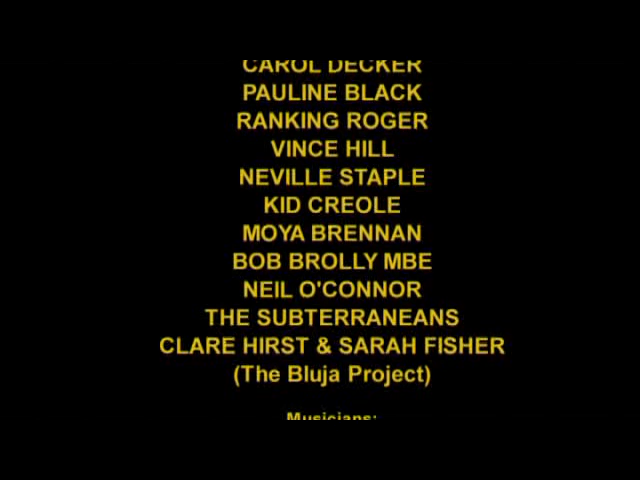 CAROL DECKER
PAULINE BLACK
RANKING ROGER
VINCE HILL
NEVILLE STAPLE
KID CREOLE
MOYA BRENNAN
BOB BROLLY MBE
NEIL O'CONNOR
THE SUBTERRANEANS
CLARE HIRST & SARAH FISHER
(The Bluja Project)
Musicians: